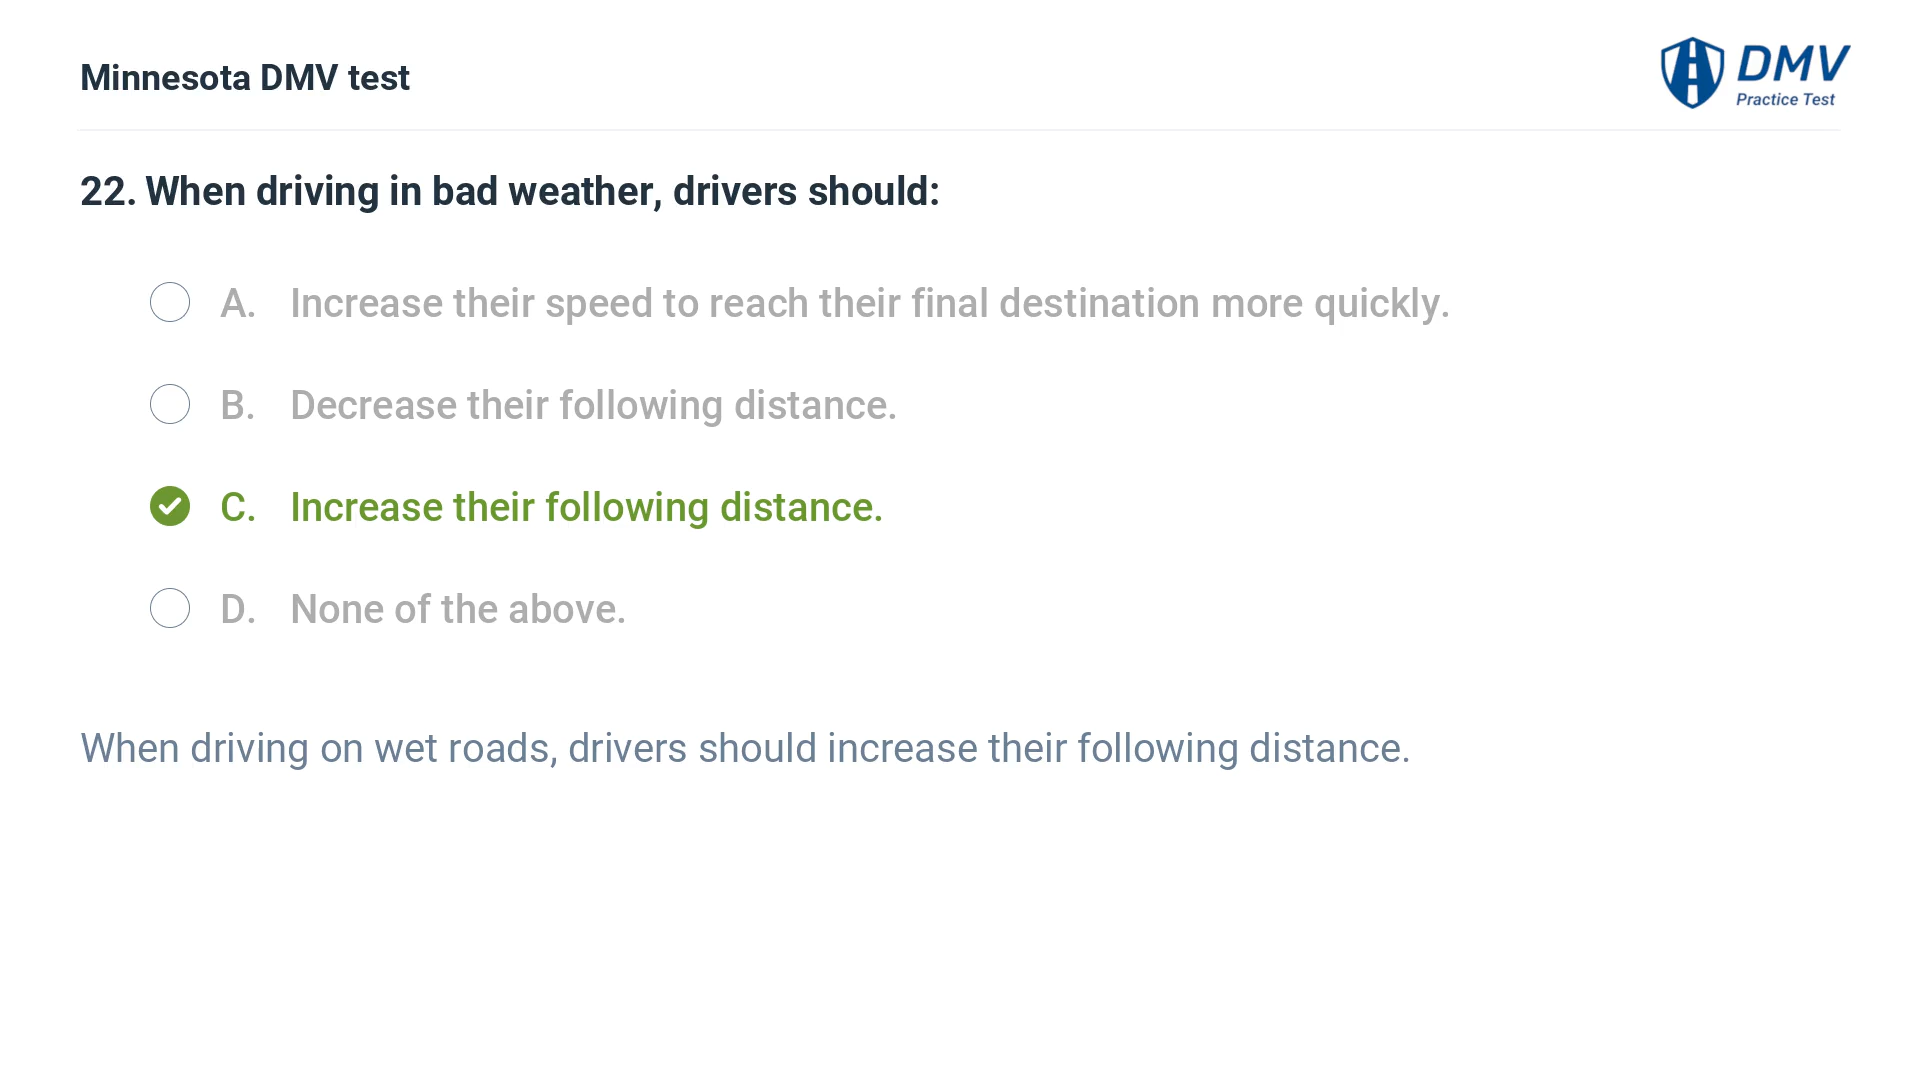 Minnesota DMV test
DMV
Practice Test
22. When driving in bad weather, drivers should:
A. Increase their speed to reach their final destination more quickly.
B. Decrease their following distance.
C. Increase their following distance.
D. None of the above.
When driving on wet roads, drivers should increase their following distance.